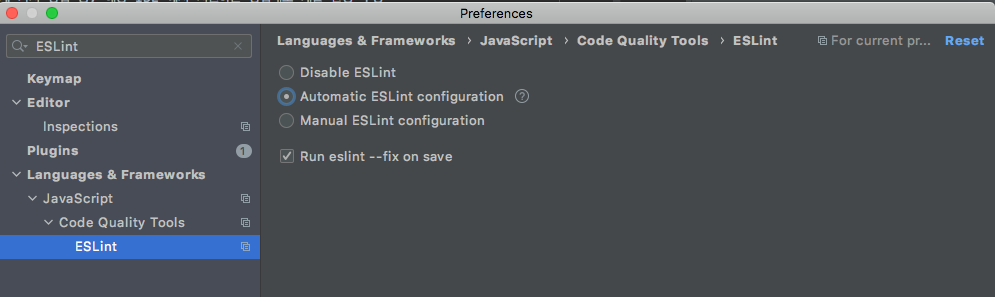 Preferences
ESLint
Keymap
Editor
Inspections
Plugins
1
Languages & Frameworks
JavaScript
Code Quality Tools
ESLint
Languages & Frameworks › JavaScript › Code Quality Tools › ESLint
For current pr...
Reset
Disable ESLint
Automatic ESLint configuration ?
Manual ESLint configuration
Run eslint --fix on save